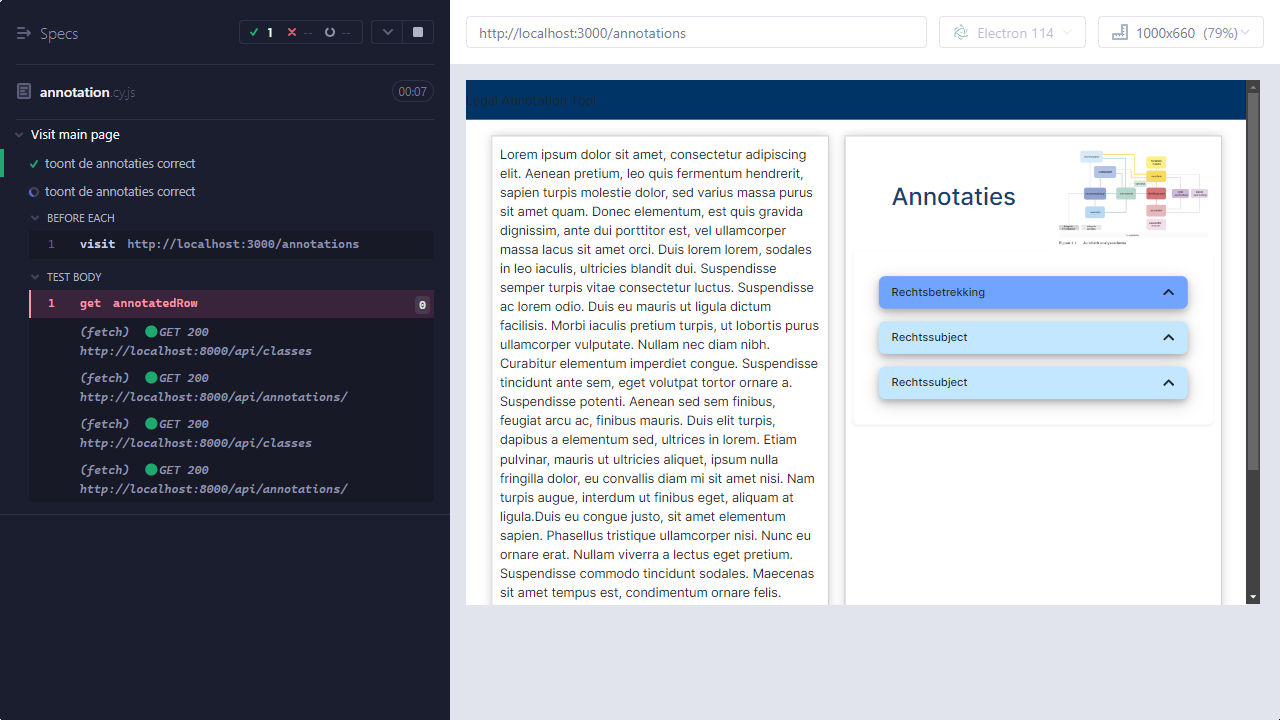 Specs
1
--
--
annotation.cy.js
00:07
Visit main page
toont de annotaties correct
toont de annotaties correct
BEFORE EACH
1 visit http://localhost:3000/annotations
TEST BODY
1 get annotatedRow 0
(fetch) GET 200
http://localhost:8000/api/classes
(fetch) GET 200
http://localhost:8000/api/annotations/
(fetch) GET 200
http://localhost:8000/api/classes
(fetch) GET 200
http://localhost:8000/api/annotations/
http://localhost:3000/annotations
Electron 114
1000x660 (79%)
Legal Annotation Tool
Lorem ipsum dolor sit amet, consectetur adipiscing
elit. Aenean pretium, leo quis fermentum hendrerit,
sapien turpis molestie dolor, sed varius massa purus
sit amet quam. Donec elementum, est quis gravida
dignissim, ante dui porttitor est, vel ullamcorper
massa lacus sit amet orci. Duis lorem lorem, sodales
in leo iaculis, ultricies blandit dui. Suspendisse
semper turpis vitae consectetur luctus. Suspendisse
ac lorem odio. Duis eu mauris ut ligula dictum
facilisis. Morbi iaculis pretium turpis, ut lobortis purus
ullamcorper vulputate. Nullam nec diam nibh.
Curabitur elementum imperdiet congue. Suspendisse
tincidunt ante sem, eget volutpat tortor ornare a.
Suspendisse potenti. Aenean sed sem finibus,
feugiat arcu ac, finibus mauris. Duis elit turpis,
dapibus a elementum sed, ultrices in lorem. Etiam
pulvinar, mauris ut ultricies aliquet, ipsum nulla
fringilla dolor, eu convallis diam mi sit amet nisi. Nam
turpis augue, interdum ut finibus eget, aliquam at
ligula.Duis eu congue justo, sit amet elementum
sapien. Phasellus tristique ullamcorper nisi. Nunc eu
ornare erat. Nullam viverra a lectus eget pretium.
Suspendisse commodo tincidunt sodales. Maecenas
sit amet tempus est, condimentum ornare felis.
Annotaties
Rechtsbetrekking
Rechtssubject
Rechtssubject